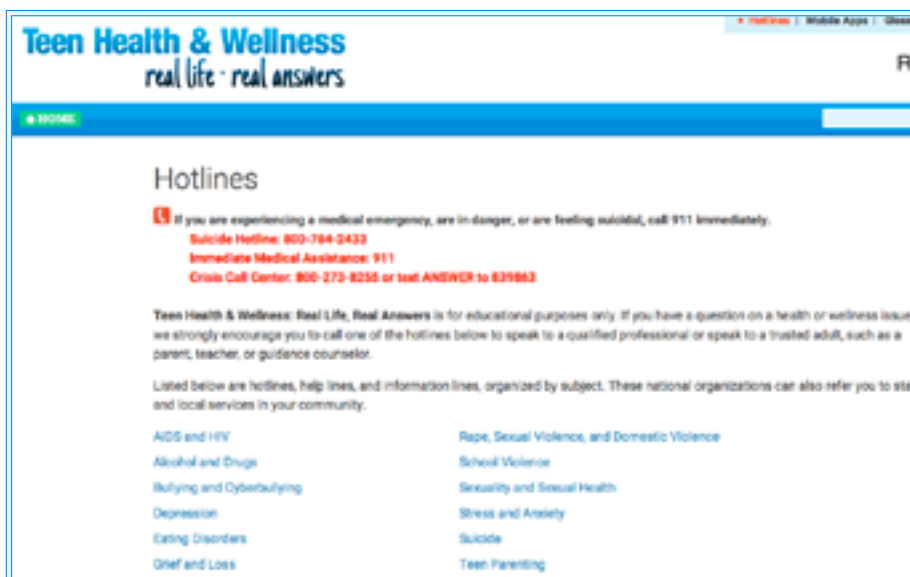 Hotlines | Mobile Apps |
Teen Health & Wellness
real life · real answers
R
HOME
Hotlines
If you are experiencing a medical emergency, are in danger, or are feeling suicidal, call 911 immediately.
Suicide Hotline: 800-784-2433
Immediate Medical Assistance: 911
Crisis Call Center: 800-273-8255 or text ANSWER to 839863
Teen Health & Wellness: Real Life, Real Answers is for educational purposes only. If you have a question on a health or wellness issue
we strongly encourage you to call one of the hotlines below to speak to a qualified professional or speak to a trusted adult, such as a
parent, teacher, or guidance counselor.
Listed below are hotlines, help lines, and information lines, organized by subject. These national organizations can also refer you to sta
and local services in your community.
AIDS and HIV
Alcohol and Drugs
Bullying and Cyberbullying
Depression
Eating Disorders
Grief and Loss
Rape, Sexual Violence, and Domestic Violence
School Violence
Sexuality and Sexual Health
Stress and Anxiety
Suicide
Teen Parenting